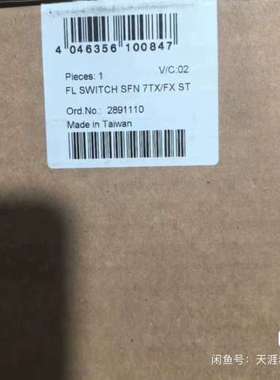 4 046356 100847
V/C:02
Pieces: 1
FL SWITCH SFN 7TX/FX ST
Ord.No.: 2891110
Made in Taiwan
闲鱼号：天涯